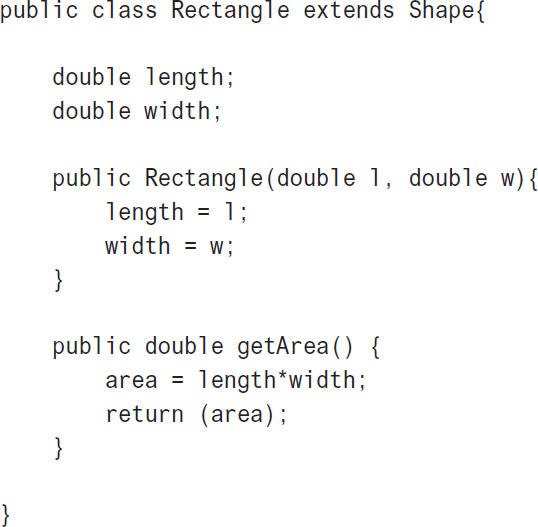 public class Rectangle extends Shape{
double length;
double width;
public Rectangle(double l, double w){
length = l;
width = w;
}
public double getArea() {
area = length*width;
return (area);
}
}